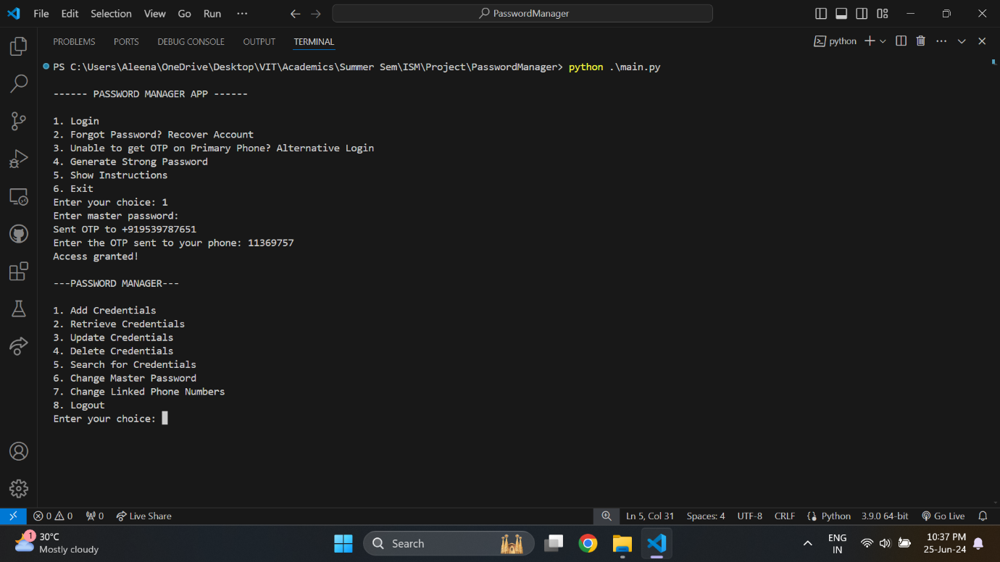 File Edit Selection View Go Run ··· PasswordManager
PROBLEMS PORTS DEBUG CONSOLE OUTPUT TERMINAL python
PS C:\Users\Aleena\OneDrive\Desktop\VIT\Academics\Summer Sem\ISM\Project\PasswordManager> python .\main.py
------ PASSWORD MANAGER APP ------
1. Login
2. Forgot Password? Recover Account
3. Unable to get OTP on Primary Phone? Alternative Login
4. Generate Strong Password
5. Show Instructions
6. Exit
Enter your choice: 1
Enter master password:
Sent OTP to +919539787651
Enter the OTP sent to your phone: 11369757
Access granted!
---PASSWORD MANAGER---
1. Add Credentials
2. Retrieve Credentials
3. Update Credentials
4. Delete Credentials
5. Search for Credentials
6. Change Master Password
7. Change Linked Phone Numbers
8. Logout
Enter your choice:
0 0 0 Live Share Ln 5, Col 31 Spaces: 4 UTF-8 CRLF Python 3.9.0 64-bit Go Live
1 30°C Search ENG 10:37 PM
Mostly cloudy IN 25-Jun-24